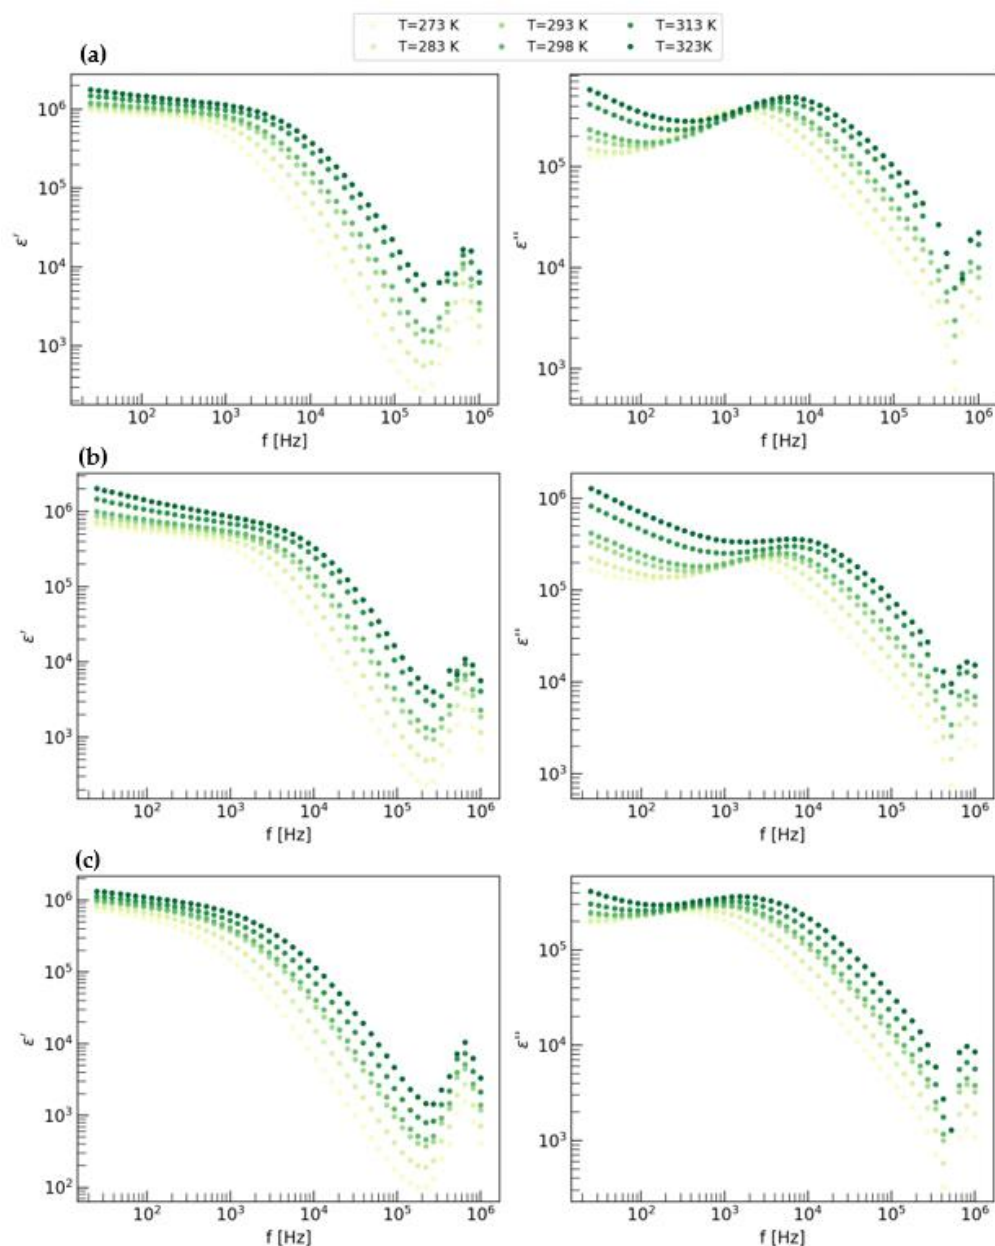 T=273 K T=293 K T=313 K
T=283 K T=298 K T=323K
(a)
10⁶
10⁵
10⁴
10³
ε′
10² 10³ 10⁴ 10⁵ 10⁶
f [Hz]
10⁵
10⁴
10³
ε''
10² 10³ 10⁴ 10⁵ 10⁶
f [Hz]
(b)
10⁶
10⁵
10⁴
10³
ε′
10² 10³ 10⁴ 10⁵ 10⁶
f [Hz]
10⁶
10⁵
10⁴
10³
ε''
10² 10³ 10⁴ 10⁵ 10⁶
f [Hz]
(c)
10⁶
10⁵
10⁴
10³
10²
ε′
10² 10³ 10⁴ 10⁵ 10⁶
f [Hz]
10⁵
10⁴
10³
ε''
10² 10³ 10⁴ 10⁵ 10⁶
f [Hz]